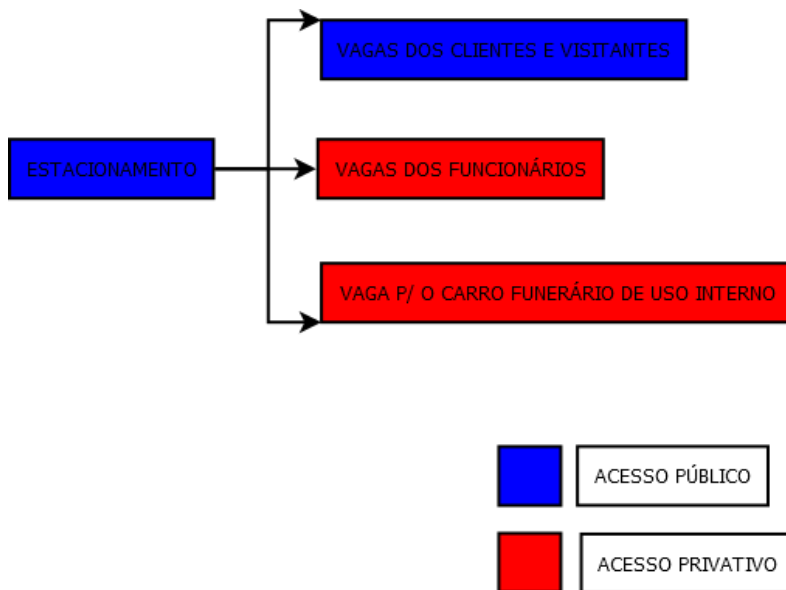 VAGAS DOS CLIENTES E VISITANTES
ESTACIONAMENTO
VAGAS DOS FUNCIONÁRIOS
VAGA P/ O CARRO FUNERÁRIO DE USO INTERNO
ACESSO PÚBLICO
ACESSO PRIVATIVO